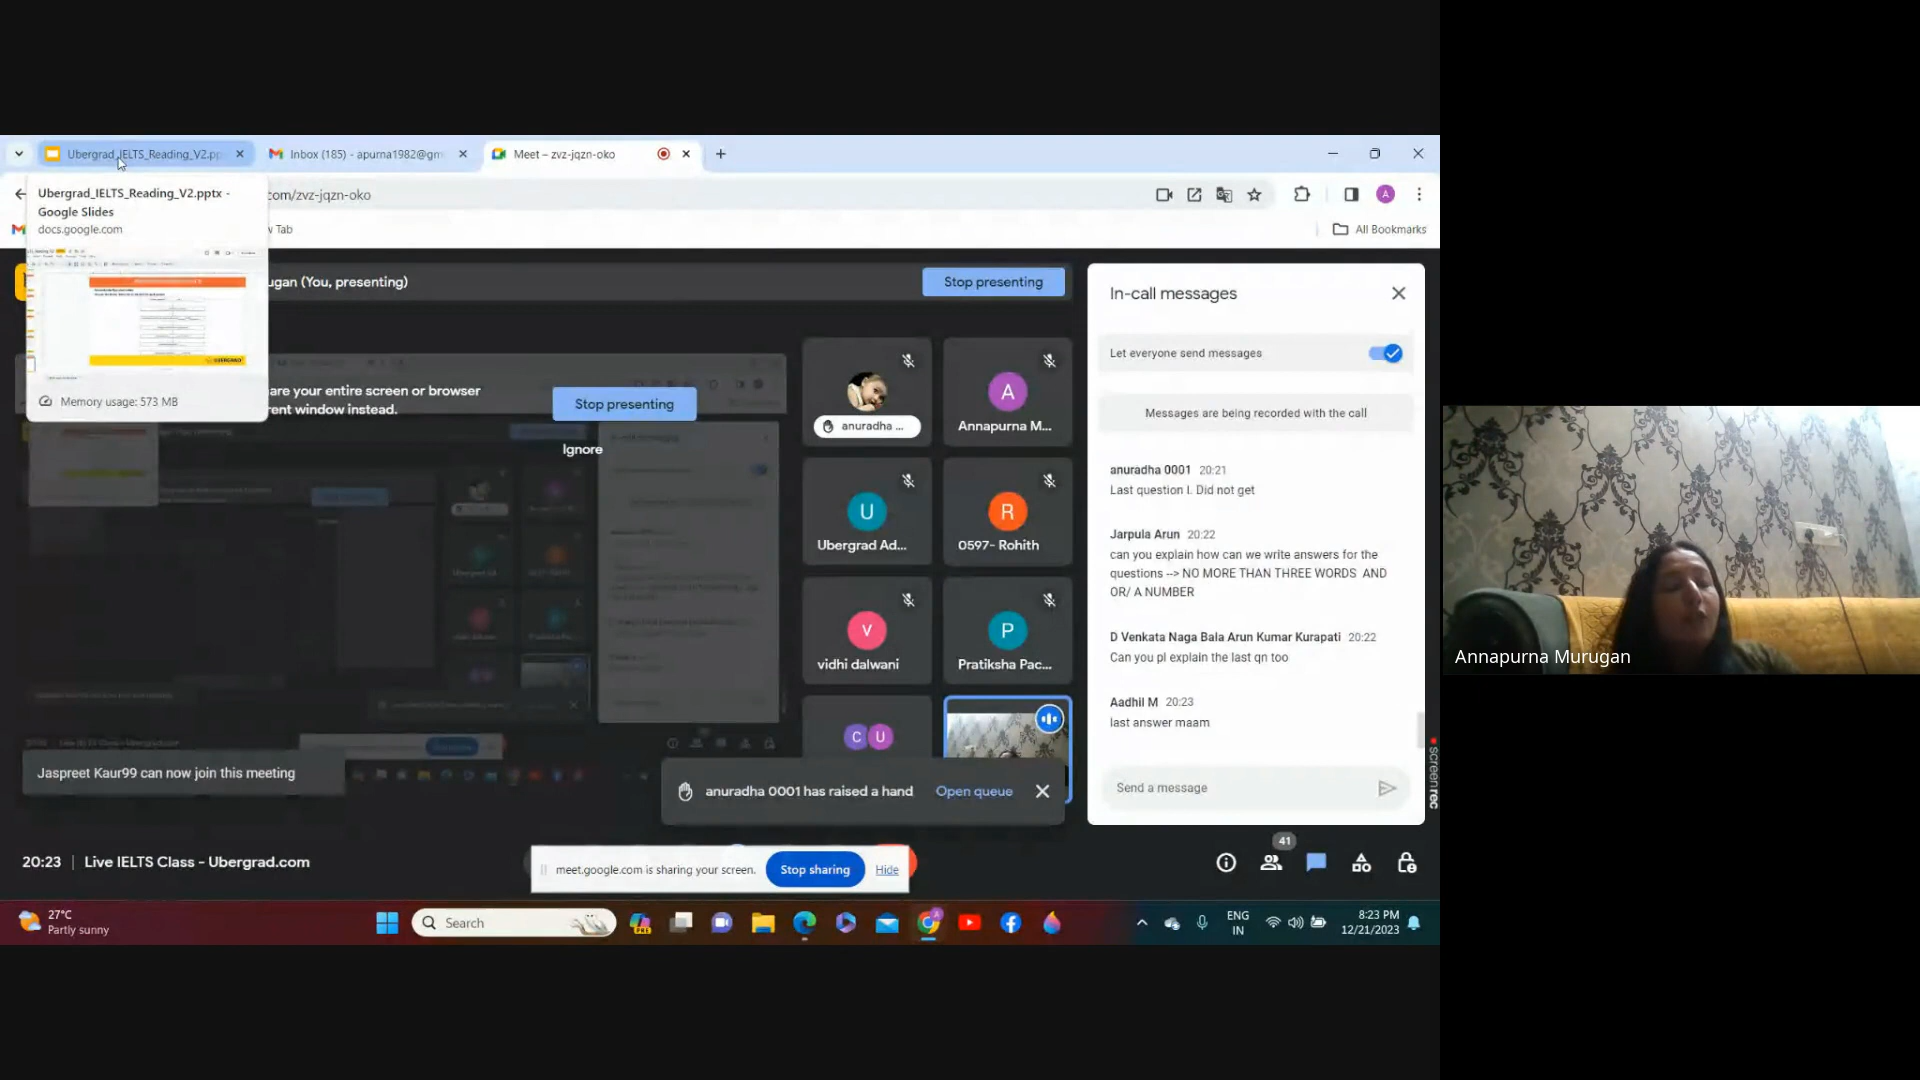 Ubergrad_IELTS_Reading_V2.pp
Inbox (185) - apurna1982@gm
Meet – zvz-jqzn-oko
Ubergrad_IELTS_Reading_V2.pptx -
Google Slides
docs.google.com
Memory usage: 573 MB
com/zvz-jqzn-oko
Tab
All Bookmarks
ugan (You, presenting)
Stop presenting
are your entire screen or browser
rent window instead.
Stop presenting
Ignore
anuradha ...
Annapurna M...
U
Ubergrad Ad...
R
0597- Rohith
V
vidhi dalwani
P
Pratiksha Pac...
C U
A
In-call messages
Let everyone send messages
Messages are being recorded with the call
anuradha 0001 20:21
Last question I. Did not get
Jarpula Arun 20:22
can you explain how can we write answers for the
questions --> NO MORE THAN THREE WORDS AND
OR/ A NUMBER
D Venkata Naga Bala Arun Kumar Kurapati 20:22
Can you pl explain the last qn too
Aadhil M 20:23
last answer maam
Send a message
Jaspreet Kaur99 can now join this meeting
anuradha 0001 has raised a hand
Open queue
20:23 | Live IELTS Class - Ubergrad.com
meet.google.com is sharing your screen.
Stop sharing
Hide
41
screenrec
27°C
Partly sunny
Search
ENG
IN
8:23 PM
12/21/2023
Annapurna Murugan